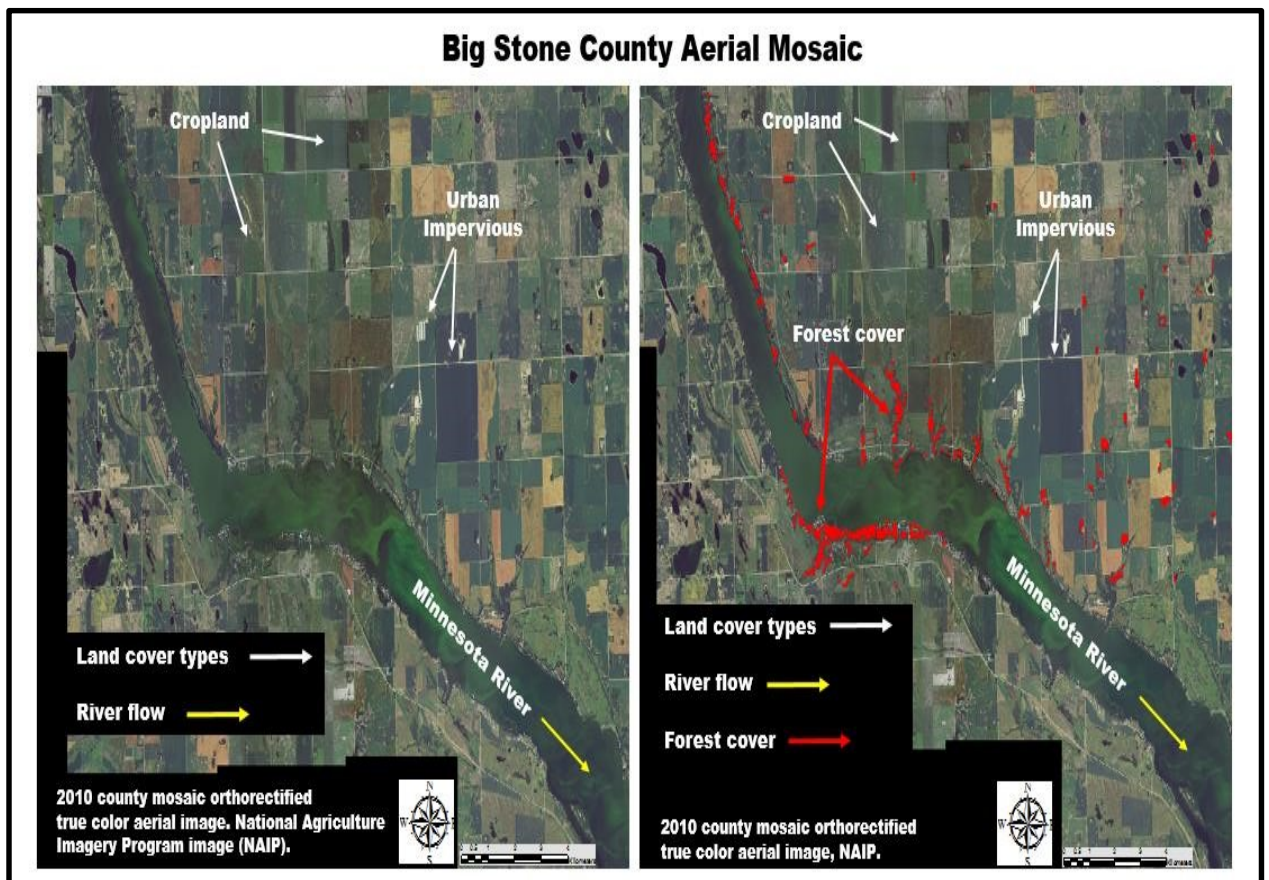 Big Stone County Aerial Mosaic
Cropland
Urban
Impervious
Minnesota River
Land cover types
River flow
2010 county mosaic orthorectified
true color aerial image. National Agriculture
Imagery Program image (NAIP).
N
W
E
S
Cropland
Urban
Impervious
Forest cover
Minnesota River
Land cover types
River flow
Forest cover
2010 county mosaic orthorectified
true color aerial image, NAIP.
N
W
E
S